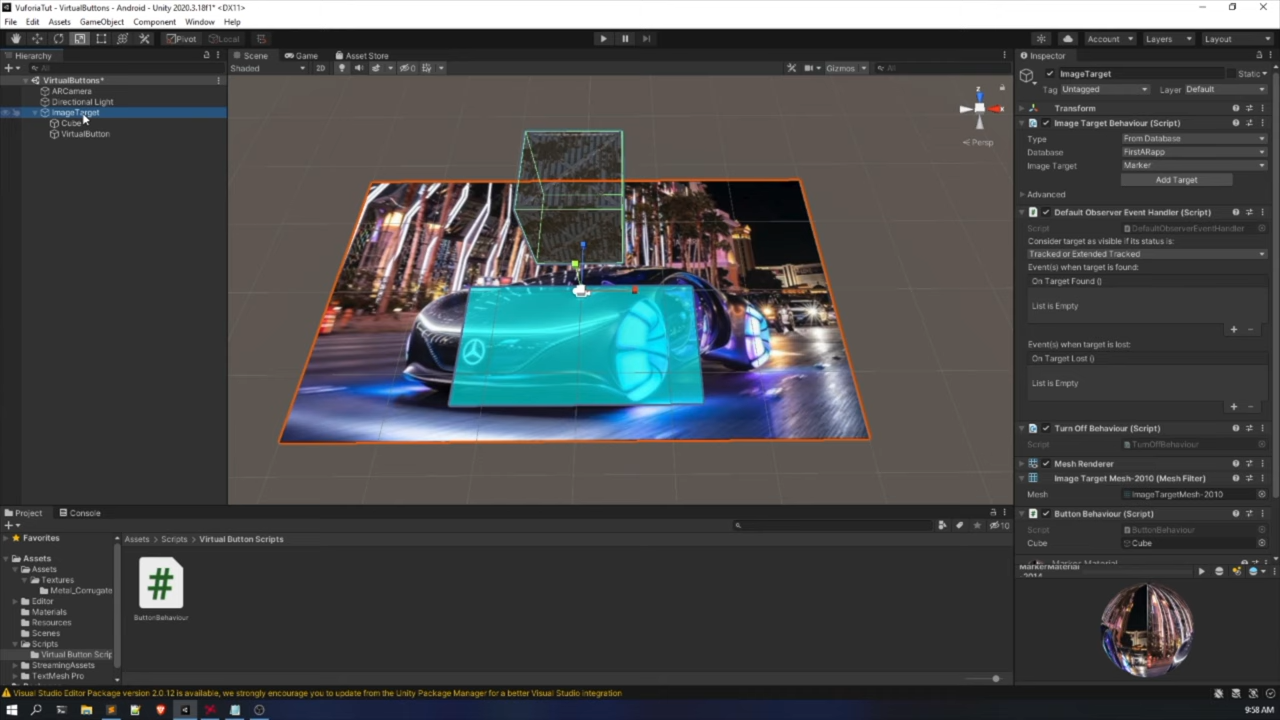 VuforiaTut - VirtualButtons - Android - Unity 2020.3.18f1* <DX11>
File Edit Assets GameObject Component Window Help
Pivot Local Account Layers Layout
Hierarchy
All
VirtualButtons*
ARCamera
Directional Light
ImageTarget
Cube
VirtualButton
Scene Game Asset Store
Shaded 2D 0 Gizmos All
z
x
Persp
Inspector
ImageTarget Static
Tag Untagged Layer Default
Transform
Image Target Behaviour (Script)
Type From Database
Database FirstARapp
Image Target Marker
Add Target
Advanced
Default Observer Event Handler (Script)
Script DefaultObserverEventHandler
Consider target as visible if its status is:
Tracked or Extended Tracked
Event(s) when target is found:
On Target Found ()
List is Empty
+ -
Event(s) when target is lost:
On Target Lost ()
List is Empty
+ -
Turn Off Behaviour (Script)
Script TurnOffBehaviour
Mesh Renderer
Image Target Mesh-2010 (Mesh Filter)
Mesh ImageTargetMesh-2010
Button Behaviour (Script)
Script ButtonBehaviour
Cube Cube
Project Console
10
Favorites
Assets
Assets
Textures
Metal_Corrugate
Editor
Materials
Resources
Scenes
Scripts
Virtual Button Scrip
StreamingAssets
TextMesh Pro
Assets Scripts Virtual Button Scripts
#
ButtonBehaviour
Visual Studio Editor Package version 2.0.12 is available, we strongly encourage you to update from the Unity Package Manager for a better Visual Studio integration
9:58 AM